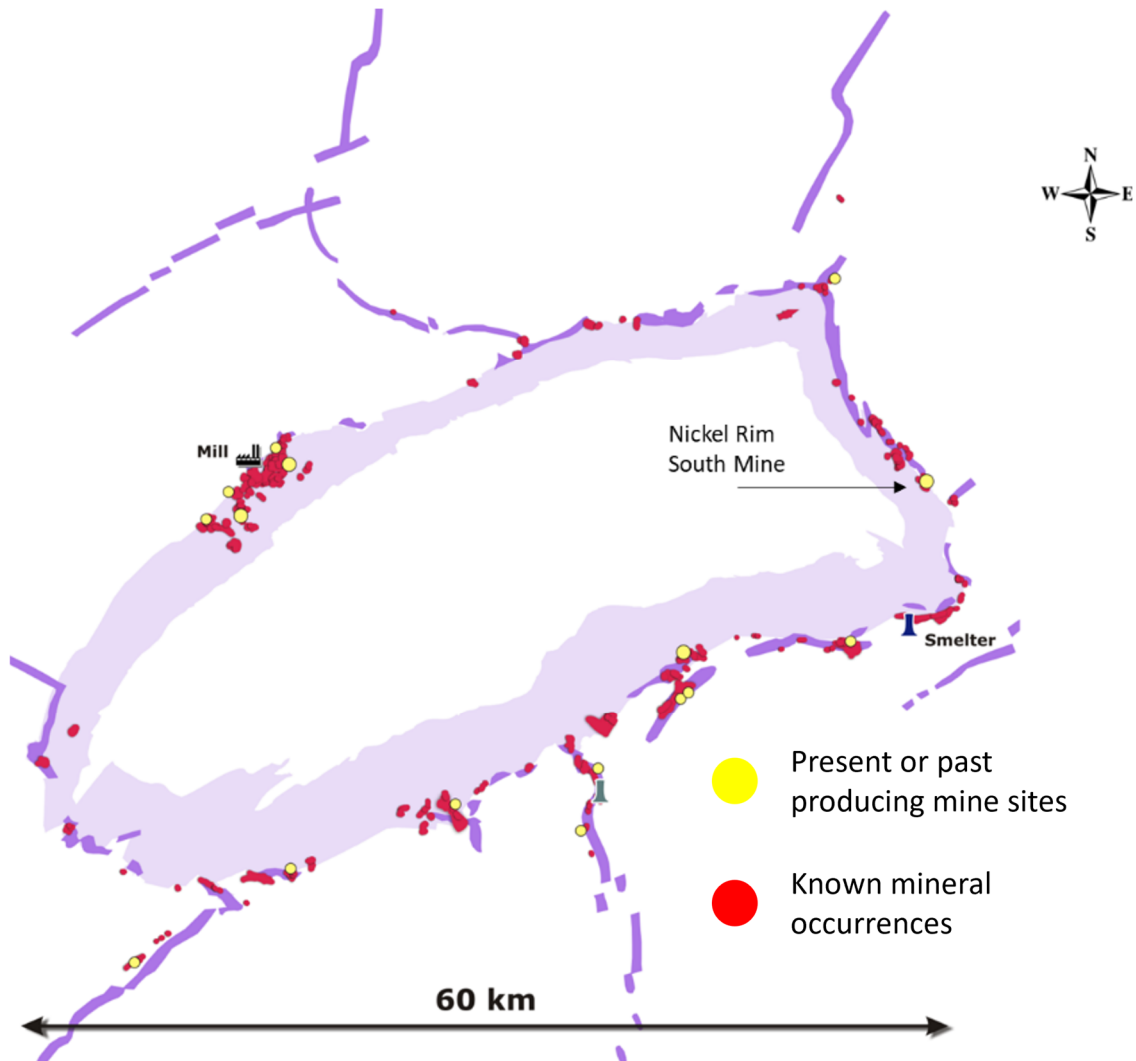 N
W E
S
Mill
Nickel Rim
South Mine
Smelter
Present or past
producing mine sites
Known mineral
occurrences
60 km